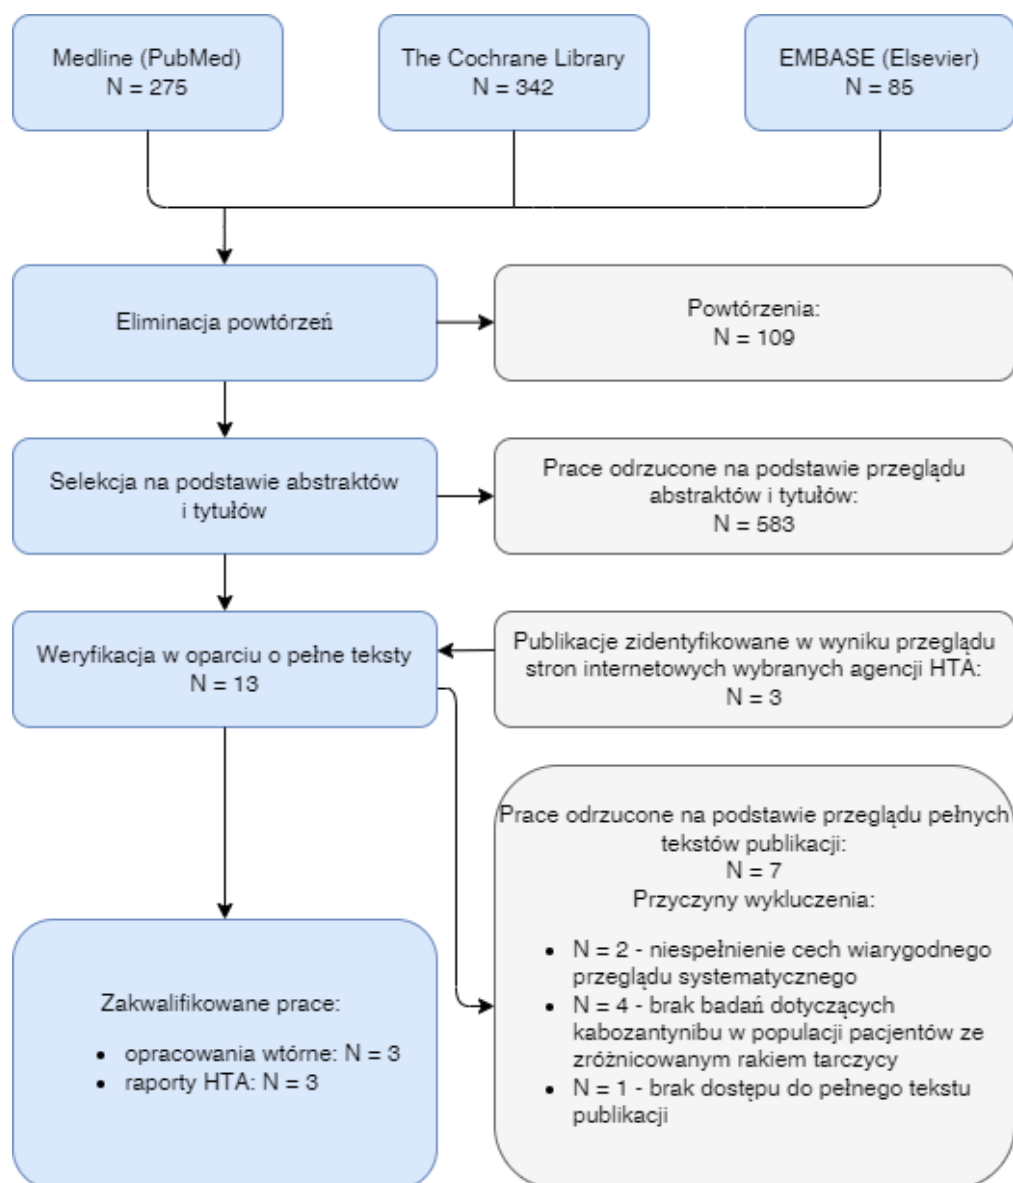 Medline (PubMed)
N = 275
The Cochrane Library
N = 342
EMBASE (Elsevier)
N = 85
Eliminacja powtórzeń
Powtórzenia:
N = 109
Selekcja na podstawie abstraktów
i tytułów
Prace odrzucone na podstawie przeglądu
abstraktów i tytułów:
N = 583
Weryfikacja w oparciu o pełne teksty
N = 13
Publikacje zidentyfikowane w wyniku przeglądu
stron internetowych wybranych agencji HTA:
N = 3
Prace odrzucone na podstawie przeglądu pełnych
tekstów publikacji:
N = 7
Przyczyny wykluczenia:
• N = 2 - niespełnienie cech wiarygodnego
przeglądu systematycznego
• N = 4 - brak badań dotyczących
kabozantynibu w populacji pacjentów ze
zróżnicowanym rakiem tarczycy
• N = 1 - brak dostępu do pełnego tekstu
publikacji
Zakwalifikowane prace:
• opracowania wtórne: N = 3
• raporty HTA: N = 3